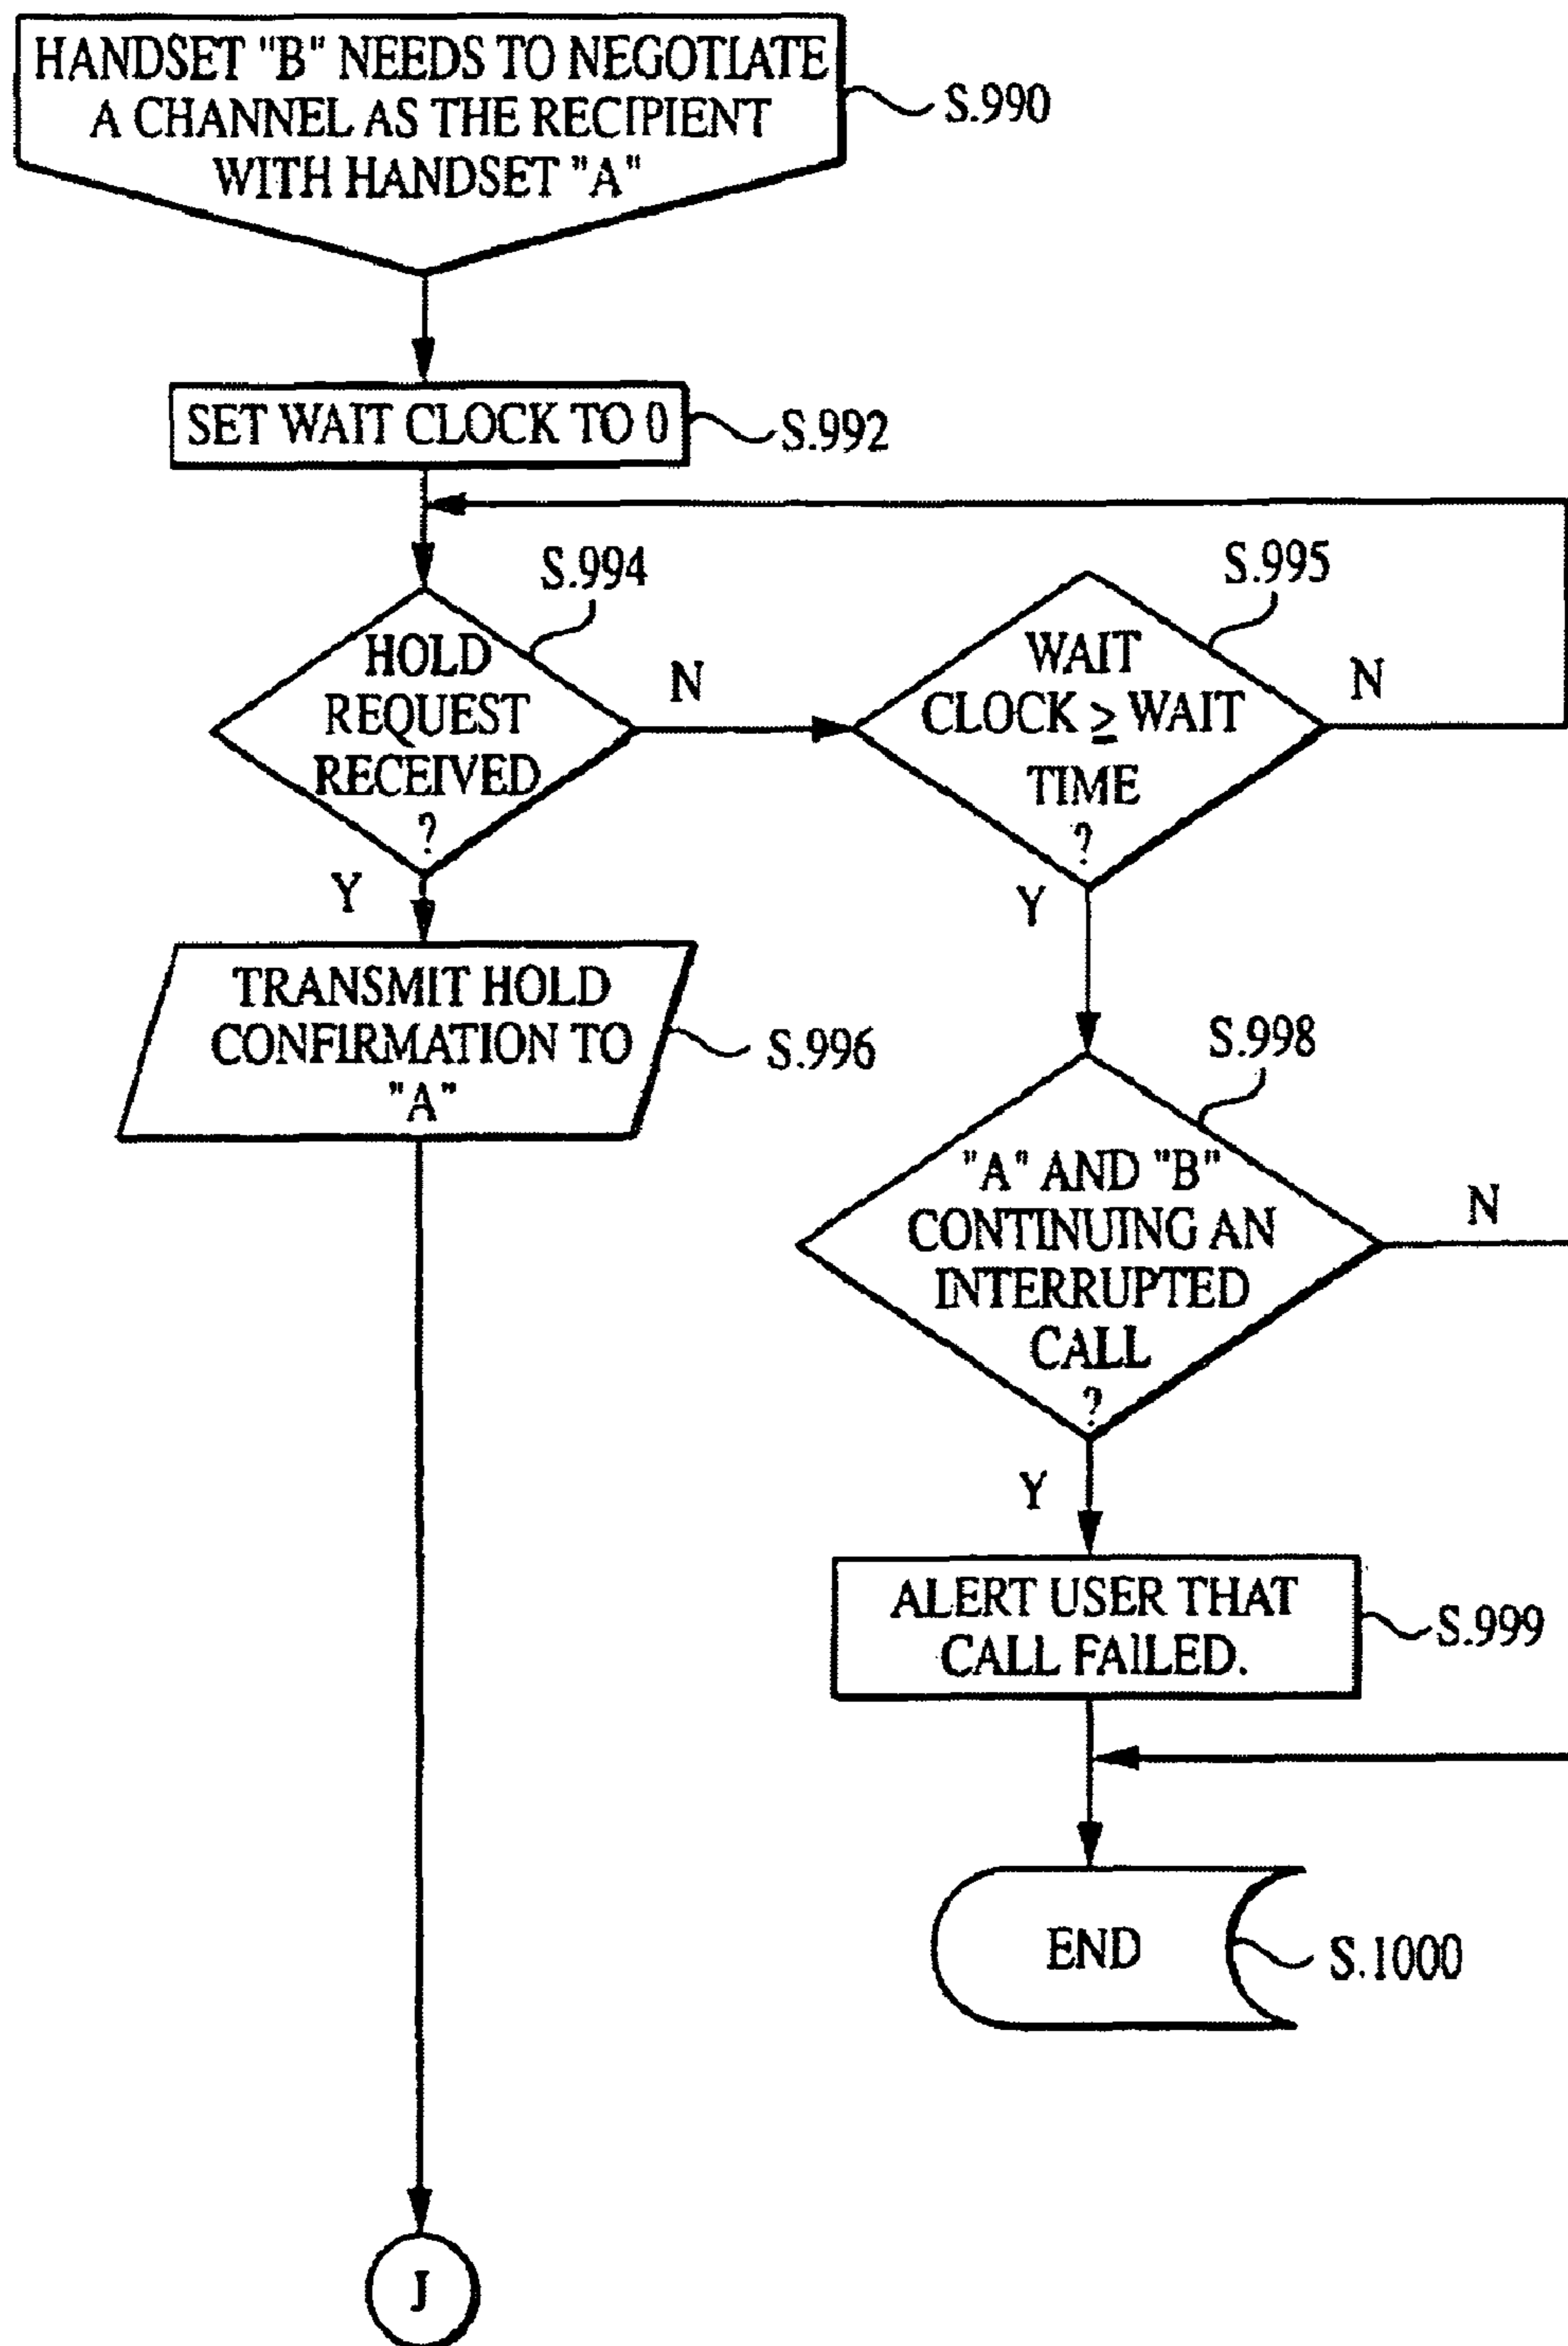 HANDSET "B" NEEDS TO NEGOTIATE
A CHANNEL AS THE RECIPIENT
WITH HANDSET "A"
S.990
SET WAIT CLOCK TO 0
S.992
S.994
HOLD
REQUEST
RECEIVED
?
N
Y
S.995
WAIT
CLOCK ≥ WAIT
TIME
?
N
Y
TRANSMIT HOLD
CONFIRMATION TO
"A"
S.996
S.998
"A" AND "B"
CONTINUING AN
INTERRUPTED
CALL
?
N
Y
ALERT USER THAT
CALL FAILED.
S.999
END
S.1000
J